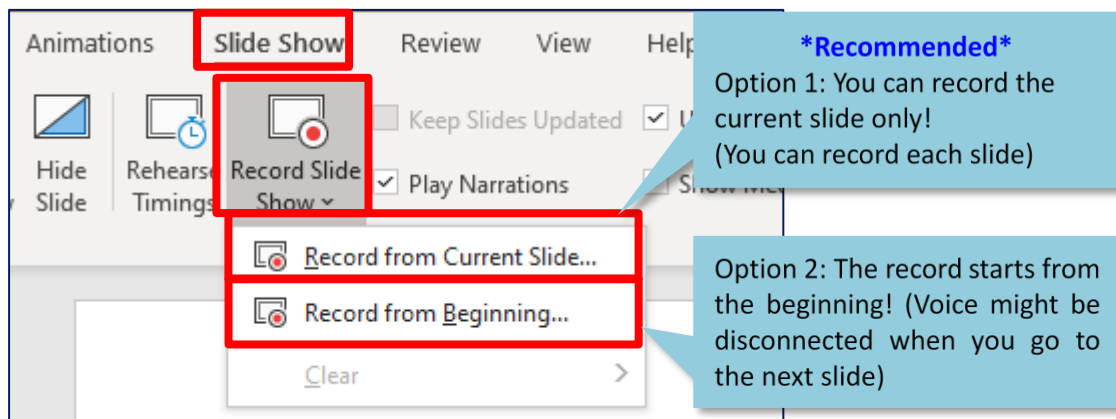 Animations Slide Show Review View Help
Hide Slide
Rehearse Timings
Record Slide Show
Keep Slides Updated
Play Narrations
Record from Current Slide...
Record from Beginning...
Clear
*Recommended*
Option 1: You can record the
current slide only!
(You can record each slide)
Option 2: The record starts from
the beginning! (Voice might be
disconnected when you go to
the next slide)